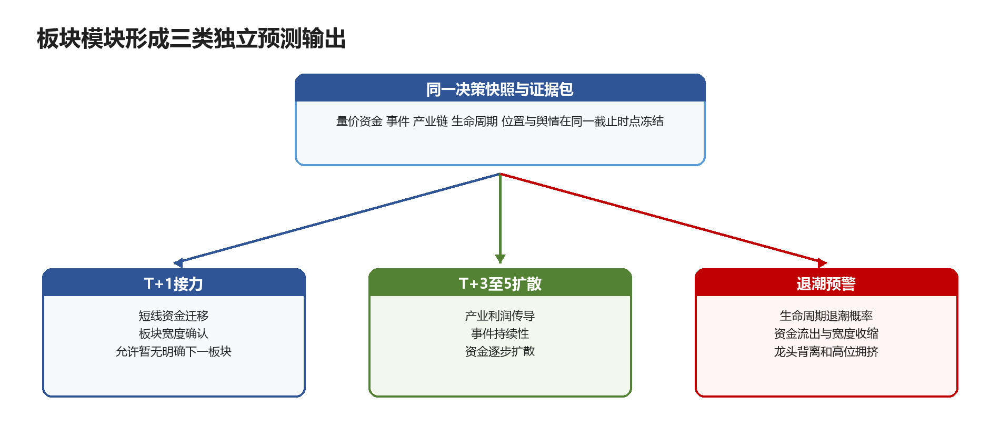 板块模块形成三类独立预测输出
同一决策快照与证据包
量价资金 事件 产业链 生命周期 位置与舆情在同一截止时点冻结
T+1接力
短线资金迁移
板块宽度确认
允许暂无明确下一板块
T+3至5扩散
产业利润传导
事件持续性
资金逐步扩散
退潮预警
生命周期退潮概率
资金流出与宽度收缩
龙头背离和高位拥挤